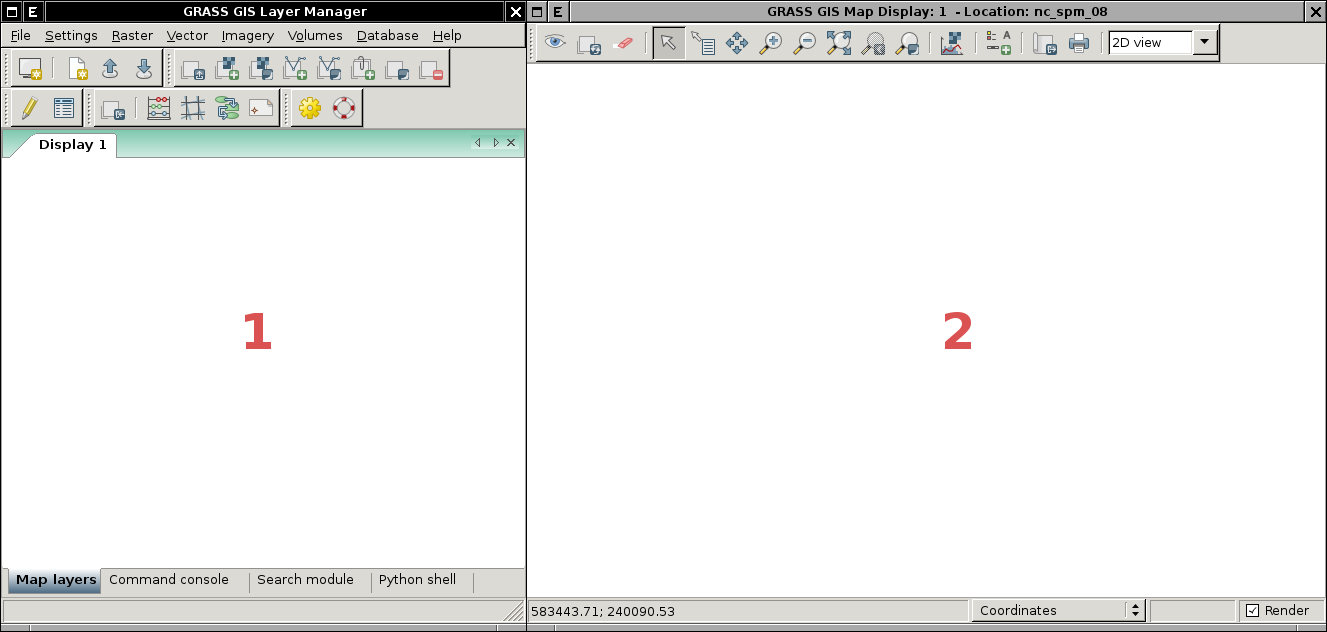 E GRASS GIS Layer Manager
File Settings Raster Vector Imagery Volumes Database Help
Display 1
1
Map layers Command console Search module Python shell
E GRASS GIS Map Display: 1 - Location: nc_spm_08
A
2D view
2
583443.71; 240090.53 Coordinates Render